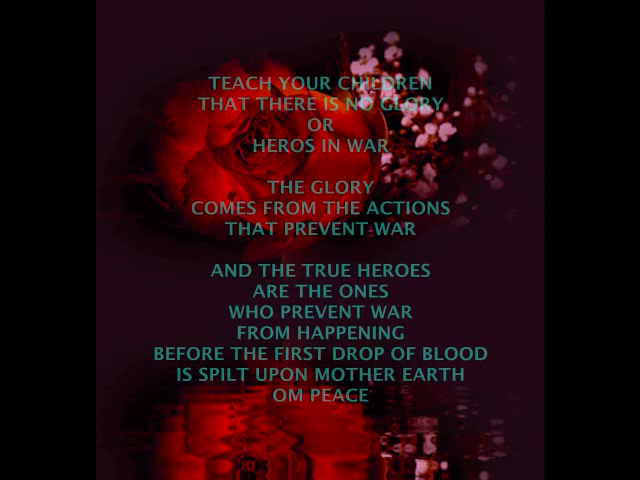 TEACH YOUR CHILDREN
THAT THERE IS NO GLORY
OR
HEROS IN WAR
THE GLORY
COMES FROM THE ACTIONS
THAT PREVENT WAR
AND THE TRUE HEROES
ARE THE ONES
WHO PREVENT WAR
FROM HAPPENING
BEFORE THE FIRST DROP OF BLOOD
IS SPILT UPON MOTHER EARTH
OM PEACE